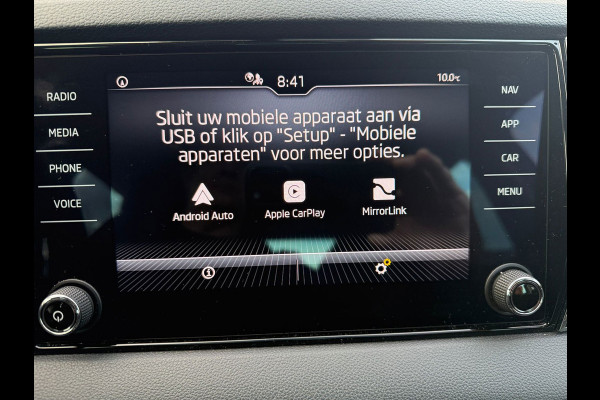 8:41
10.0°C
RADIO
MEDIA
PHONE
VOICE
Sluit uw mobiele apparaat aan via
USB of klik op "Setup" - "Mobiele
apparaten" voor meer opties.
Android Auto
Apple CarPlay
MirrorLink
NAV
APP
CAR
MENU